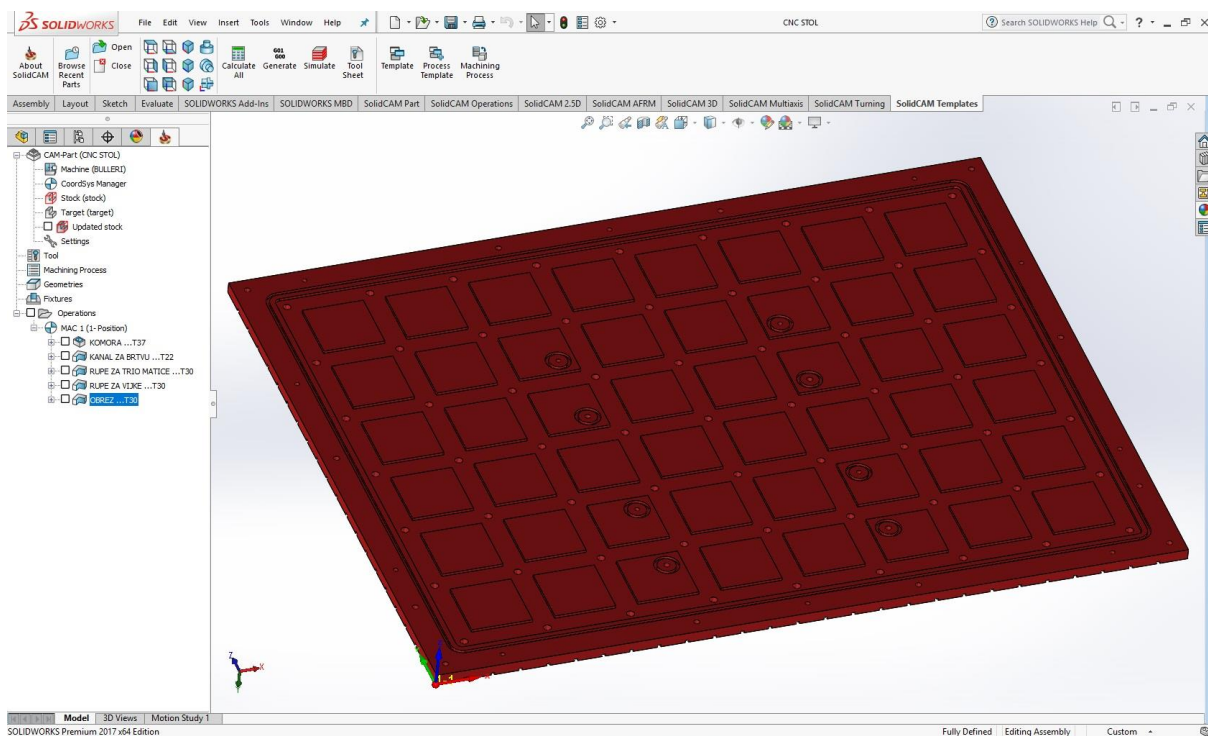 SOLIDWORKS File Edit View Insert Tools Window Help CNC STOL Search SOLIDWORKS Help ?
About SolidCAM
Browse Recent Parts
Open
Close
Calculate All
G01 G00 Generate
Simulate
Tool Sheet
Template
Process Template
Machining Process
Assembly Layout Sketch Evaluate SOLIDWORKS Add-Ins SOLIDWORKS MBD SolidCAM Part SolidCAM Operations SolidCAM 2.5D SolidCAM AFRM SolidCAM 3D SolidCAM Multiaxis SolidCAM Turning SolidCAM Templates
CAM-Part (CNC STOL)
Machine (BULLERI)
CoordSys Manager
Stock (stock)
Target (target)
Updated stock
Settings
Tool
Machining Process
Geometries
Fixtures
Operations
MAC 1 (1- Position)
KOMORA ...T37
KANAL ZA BRTVU ...T22
RUPE ZA TRIO MATICE ...T30
RUPE ZA VIJKE ...T30
OBREZ ...T30
Z X Y
Model 3D Views Motion Study 1
SOLIDWORKS Premium 2017 x64 Edition Fully Defined Editing Assembly Custom